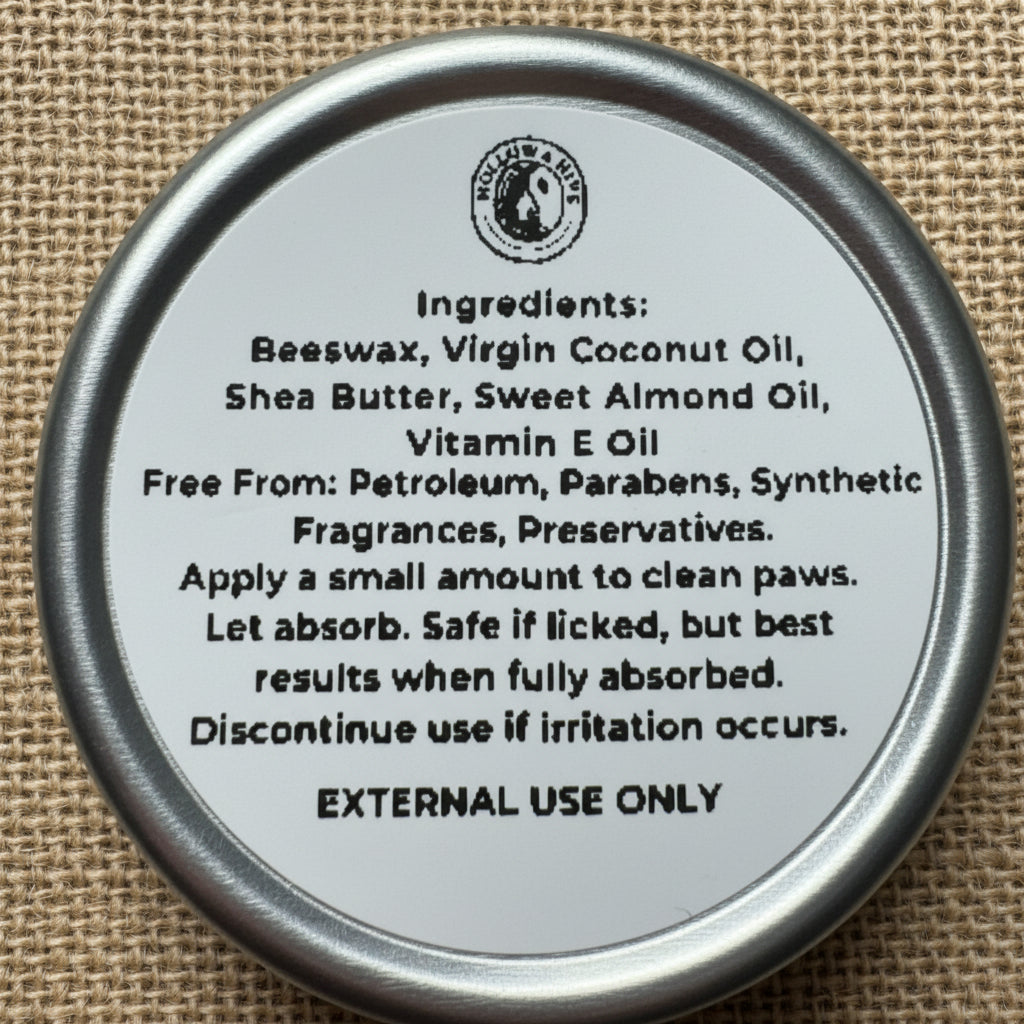 HOLLOW & HIVE
Ingredients:
Beeswax, Virgin Coconut Oil,
Shea Butter, Sweet Almond Oil,
Vitamin E Oil
Free From: Petroleum, Parabens, Synthetic
Fragrances, Preservatives.
Apply a small amount to clean paws.
Let absorb. Safe if licked, but best
results when fully absorbed.
Discontinue use if irritation occurs.
EXTERNAL USE ONLY